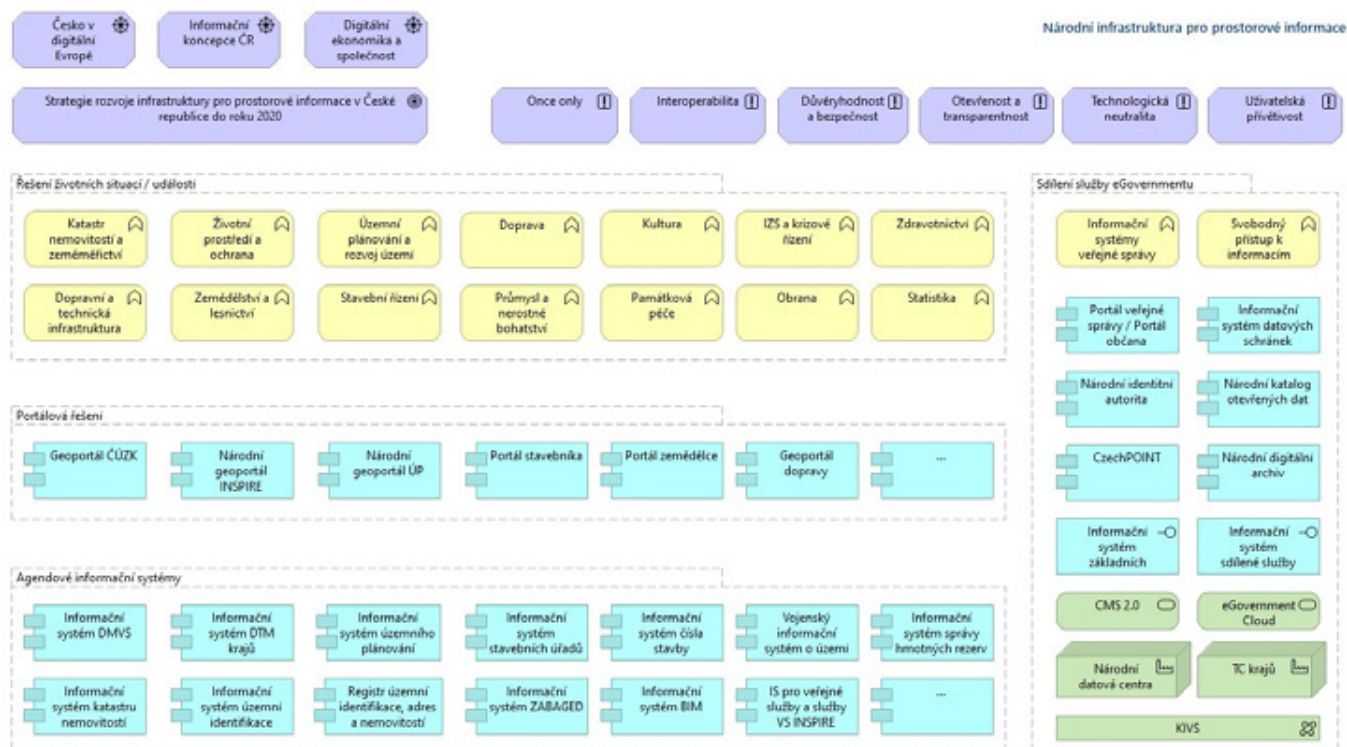 Česko v
digitální
Evropě
Informační
koncepce ČR
Digitální
ekonomika a
společnost
Národní infrastruktura pro prostorové informace
Strategie rozvoje infrastruktury pro prostorové informace v České
republice do roku 2020
Once only
Interoperabilita
Důvěryhodnost
a bezpečnost
Otevřenost a
transparentnost
Technologická
neutralita
Uživatelská
přívětivost
Řešení životních situací / událostí
Katastr
nemovitostí a
zeměměřictví
Životní
prostředí a
ochrana
Územní
plánování a
rozvoj území
Doprava
Kultura
IZS a krizové
řízení
Zdravotnictví
Dopravní a
technická
infrastruktura
Zemědělství a
lesnictví
Stavební řízení
Průmysl a
nerostné
bohatství
Památková
péče
Obrana
Statistika
Portálová řešení
Geoportál ČÚZK
Národní
geoportál
INSPIRE
Národní
geoportál ÚP
Portál stavebníka
Portál zemědělce
Geoportál
dopravy
...
Agendové informační systémy
Informační
systém DMVS
Informační
systém DTM
krajů
Informační
systém územního
plánování
Informační
systém
stavebních úřadů
Informační
systém čísla
stavby
Vojenský
informační
systém o území
Informační
systém správy
hmotných rezerv
Informační
systém katastru
nemovitostí
Informační
systém územní
identifikace
Registr územní
identifikace, adres
a nemovitostí
Informační
systém ZABAGED
Informační
systém BIM
IS pro veřejné
služby a služby
VS INSPIRE
...
Sdílení služby eGovernmentu
Informační
systémy
veřejné správy
Svobodný
přístup k
informacím
Portál veřejné
správy / Portál
občana
Informační
systém datových
schránek
Národní identitní
autorita
Národní katalog
otevřených dat
CzechPOINT
Národní digitální
archiv
Informační
systém
základních
Informační
systém
sdílené služby
CMS 2.0
eGovernment
Cloud
Národní
datová centra
TC krajů
KIVS